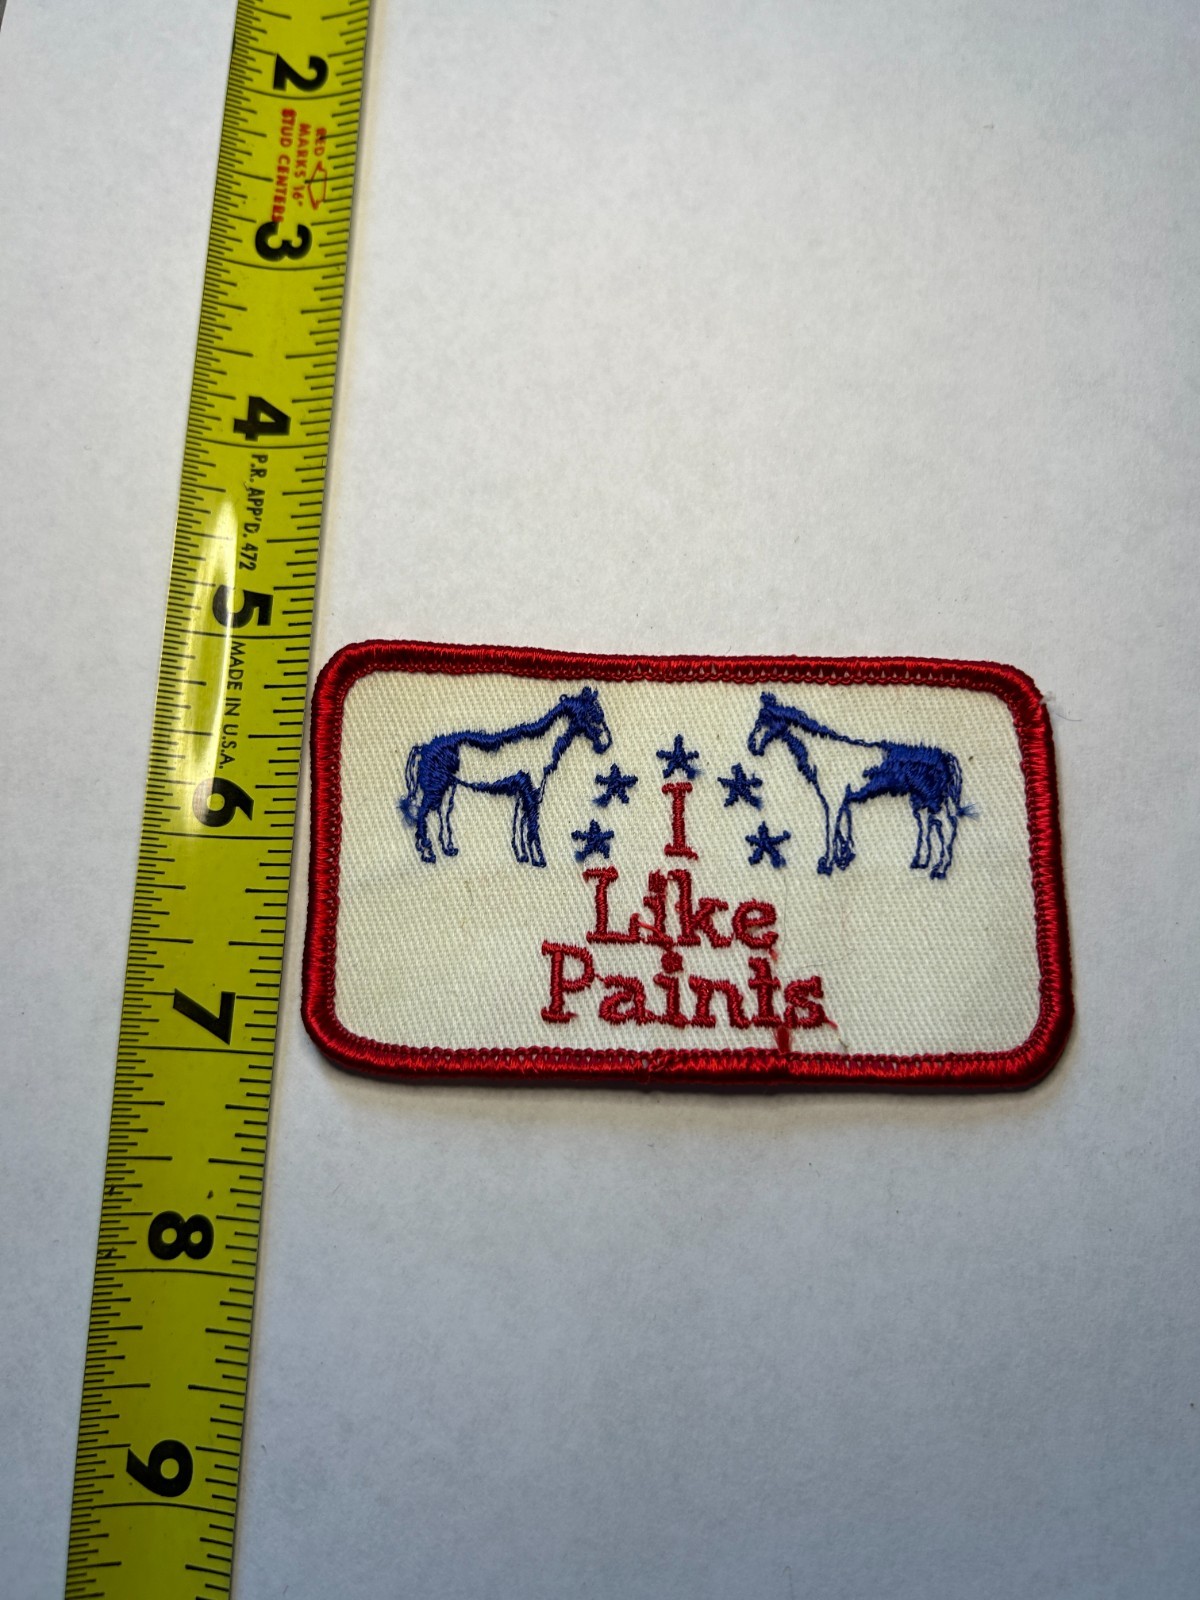 2
RED
MARKS 16"
STUD CENTERS
3
4
P.R. APP'D. 472
5
MADE IN U.S.A.
6
7
8
9
I
Like
Paints